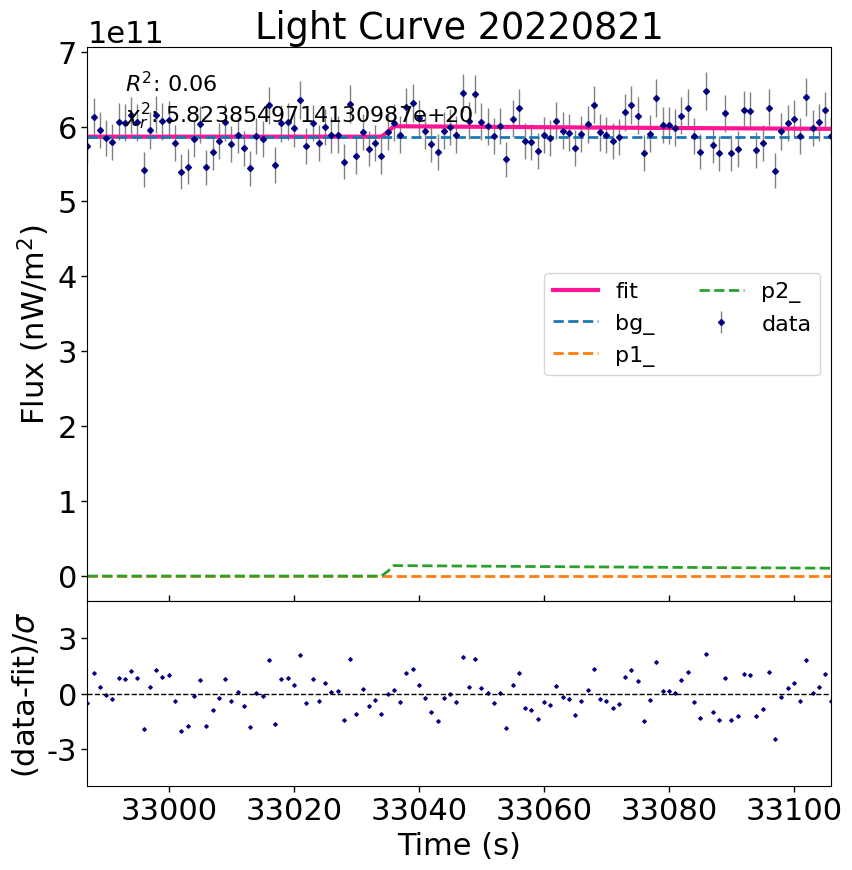 Light Curve 20220821
1e11
R²: 0.06
χ²ᵣ: 5.823854971413098​7e+20
7
6
5
4
3
2
1
0
Flux (nW/m²)
fit
bg_
p1_
p2_
data
3
0
-3
(data-fit)/σ
33000 33020 33040 33060 33080 33100
Time (s)